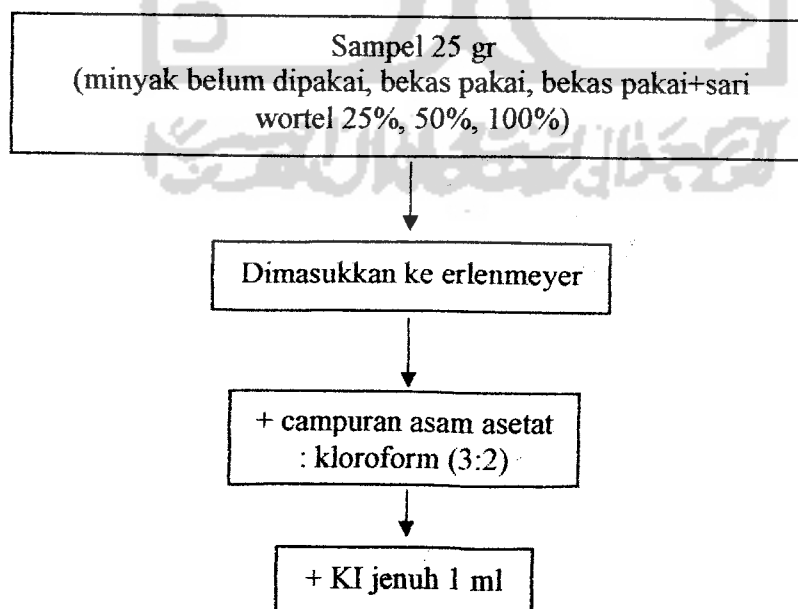 Sampel 25 gr
(minyak belum dipakai, bekas pakai, bekas pakai+sari
wortel 25%, 50%, 100%)
Dimasukkan ke erlenmeyer
+ campuran asam asetat
: kloroform (3:2)
+ KI jenuh 1 ml